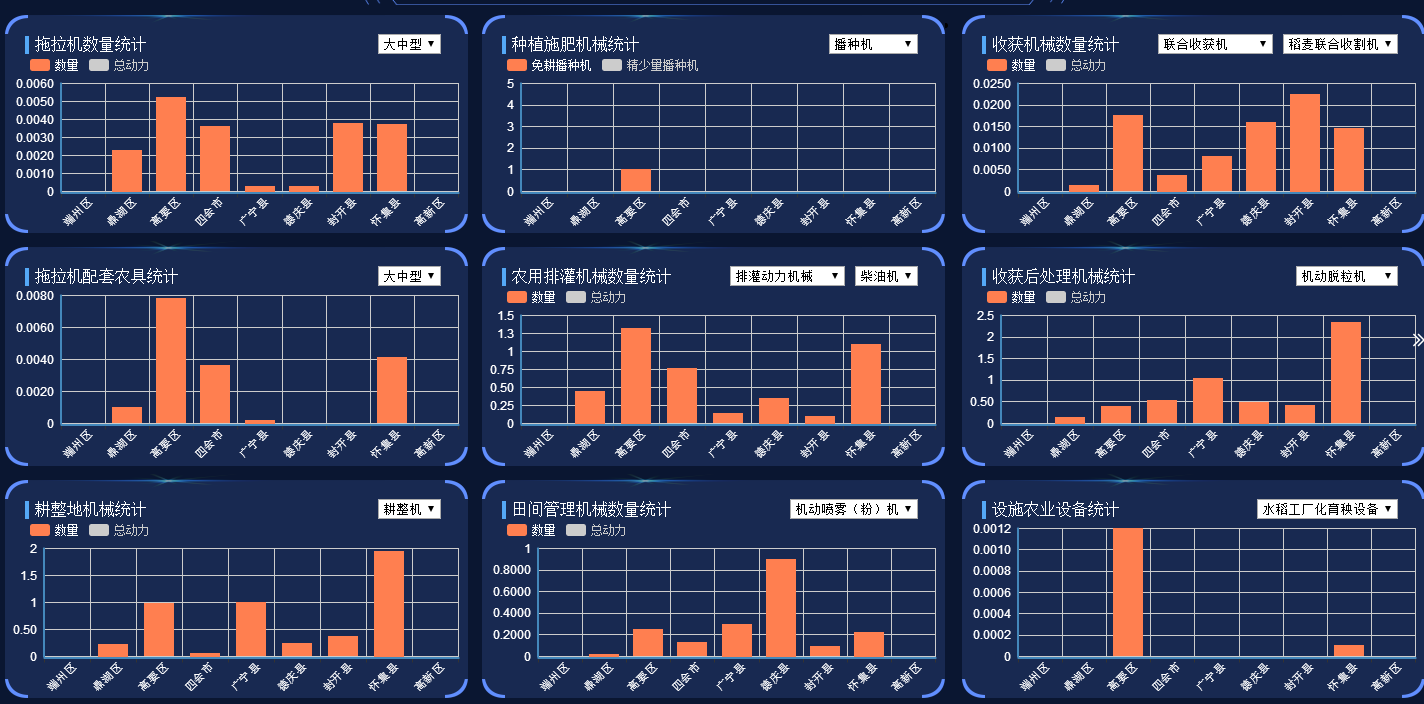 拖拉机数量统计 大中型
数量 总动力
0.0060
0.0050
0.0040
0.0030
0.0020
0.0010
0
端州区 鼎湖区 高要区 四会市 广宁县 德庆县 封开县 怀集县 高新区
种植施肥机械统计 播种机
免耕播种机 精少量播种机
5
4
3
2
1
0
端州区 鼎湖区 高要区 四会市 广宁县 德庆县 封开县 怀集县 高新区
收获机械数量统计 联合收获机 稻麦联合收割机
数量 总动力
0.0250
0.0200
0.0150
0.0100
0.0050
0
端州区 鼎湖区 高要区 四会市 广宁县 德庆县 封开县 怀集县 高新区
拖拉机配套农具统计 大中型
0.0080
0.0060
0.0040
0.0020
0
端州区 鼎湖区 高要区 四会市 广宁县 德庆县 封开县 怀集县 高新区
农用排灌机械数量统计 排灌动力机械 柴油机
数量 总动力
1.5
1.3
1
0.75
0.50
0.25
0
端州区 鼎湖区 高要区 四会市 广宁县 德庆县 封开县 怀集县 高新区
收获后处理机械统计 机动脱粒机
数量 总动力
2.5
2
1.5
1
0.50
0
端州区 鼎湖区 高要区 四会市 广宁县 德庆县 封开县 怀集县 高新区
耕整地机械统计 耕整机
数量 总动力
2
1.5
1
0.50
0
端州区 鼎湖区 高要区 四会市 广宁县 德庆县 封开县 怀集县 高新区
田间管理机械数量统计 机动喷雾（粉）机
数量 总动力
1
0.8000
0.6000
0.4000
0.2000
0
端州区 鼎湖区 高要区 四会市 广宁县 德庆县 封开县 怀集县 高新区
设施农业设备统计 水稻工厂化育秧设备
0.0012
0.0010
0.0008
0.0006
0.0004
0.0002
0
端州区 鼎湖区 高要区 四会市 广宁县 德庆县 封开县 怀集县 高新区